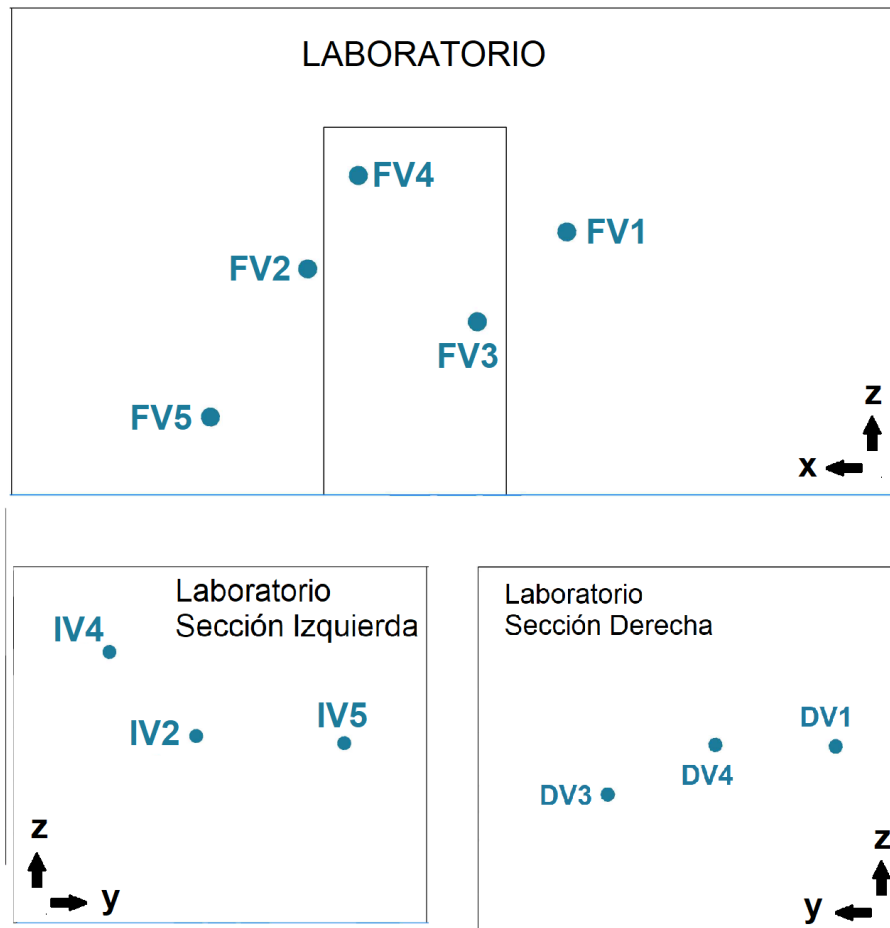 LABORATORIO
FV4
FV1
FV2
FV3
FV5
z
x
Laboratorio
Sección Izquierda
IV4
IV2
IV5
z
y
Laboratorio
Sección Derecha
DV1
DV4
DV3
z
y